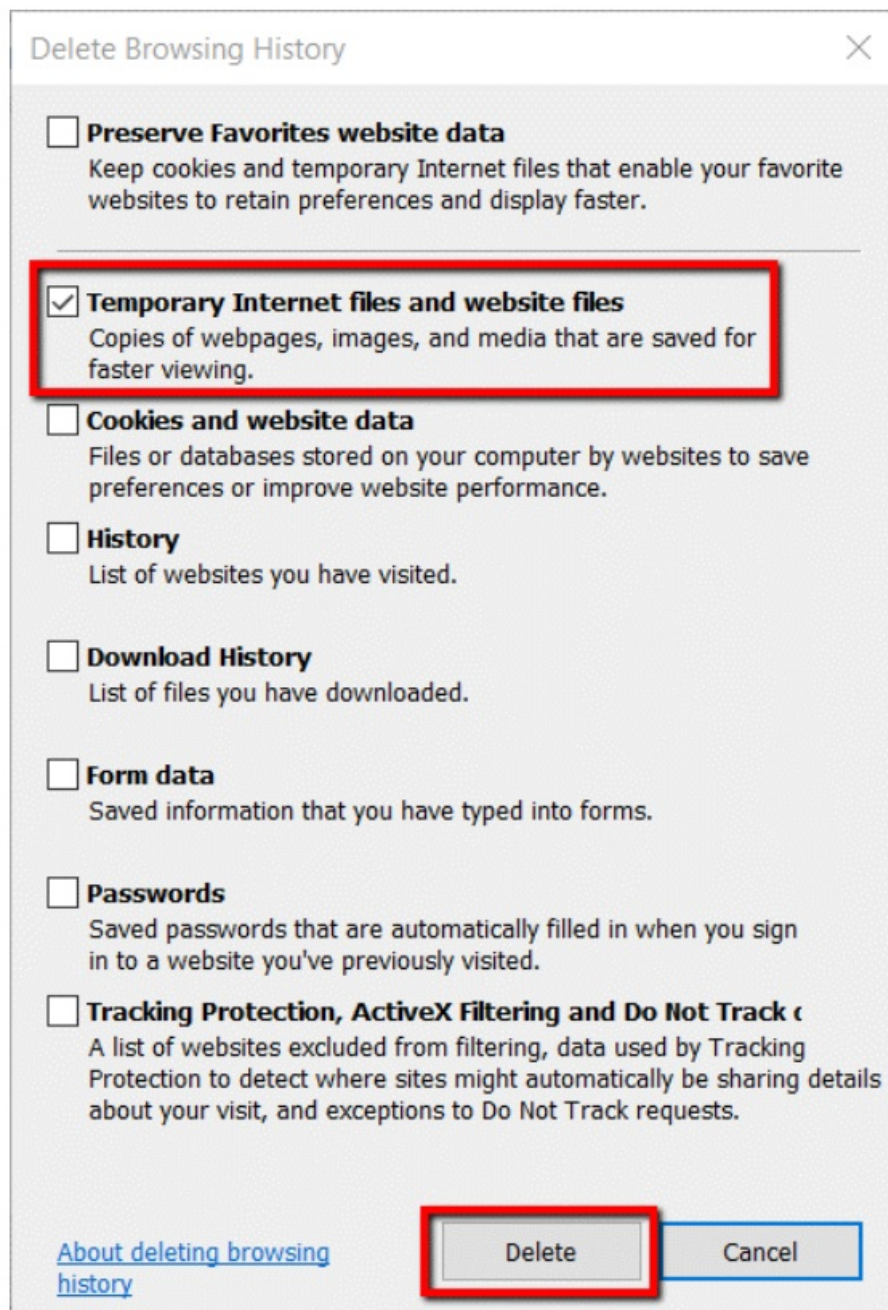 Delete Browsing History
Preserve Favorites website data
Keep cookies and temporary Internet files that enable your favorite
websites to retain preferences and display faster.
Temporary Internet files and website files
Copies of webpages, images, and media that are saved for
faster viewing.
Cookies and website data
Files or databases stored on your computer by websites to save
preferences or improve website performance.
History
List of websites you have visited.
Download History
List of files you have downloaded.
Form data
Saved information that you have typed into forms.
Passwords
Saved passwords that are automatically filled in when you sign
in to a website you've previously visited.
Tracking Protection, ActiveX Filtering and Do Not Track
A list of websites excluded from filtering, data used by Tracking
Protection to detect where sites might automatically be sharing details
about your visit, and exceptions to Do Not Track requests.
About deleting browsing
history
Delete
Cancel